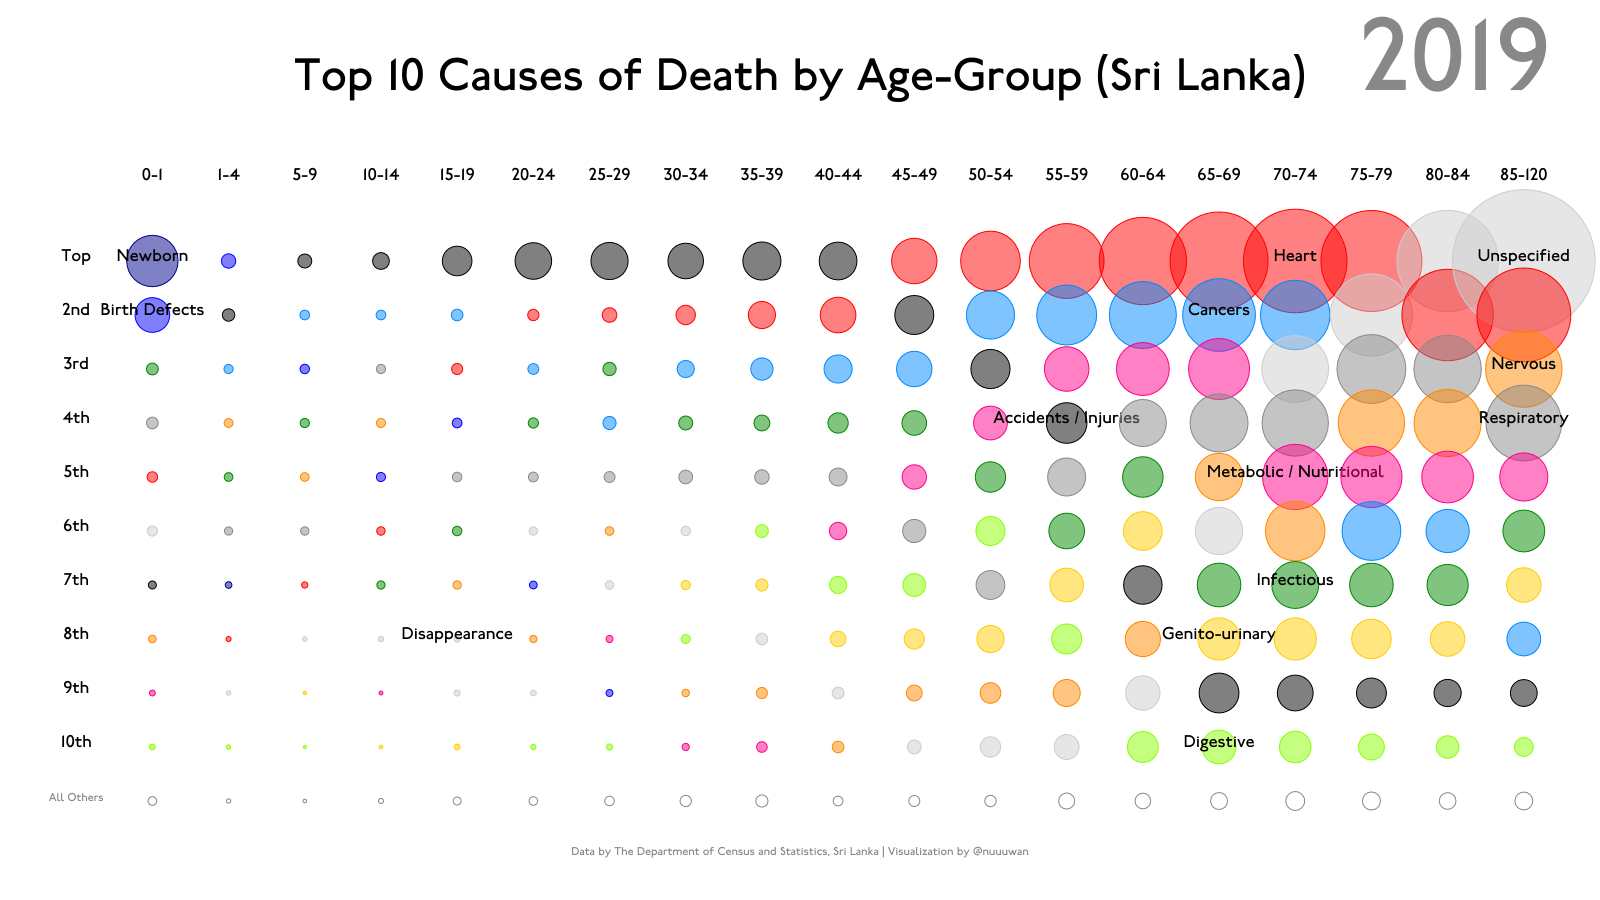 2019
Top 10 Causes of Death by Age-Group (Sri Lanka)
0-1 1-4 5-9 10-14 15-19 20-24 25-29 30-34 35-39 40-44 45-49 50-54 55-59 60-64 65-69 70-74 75-79 80-84 85-120
Top Newborn Heart Unspecified
2nd Birth Defects Cancers
3rd Nervous
4th Accidents / Injuries Respiratory
5th Metabolic / Nutritional
6th
7th Infectious
8th Disappearance Genito-urinary
9th
10th Digestive
All Others
Data by The Department of Census and Statistics, Sri Lanka | Visualization by @nuuuwan